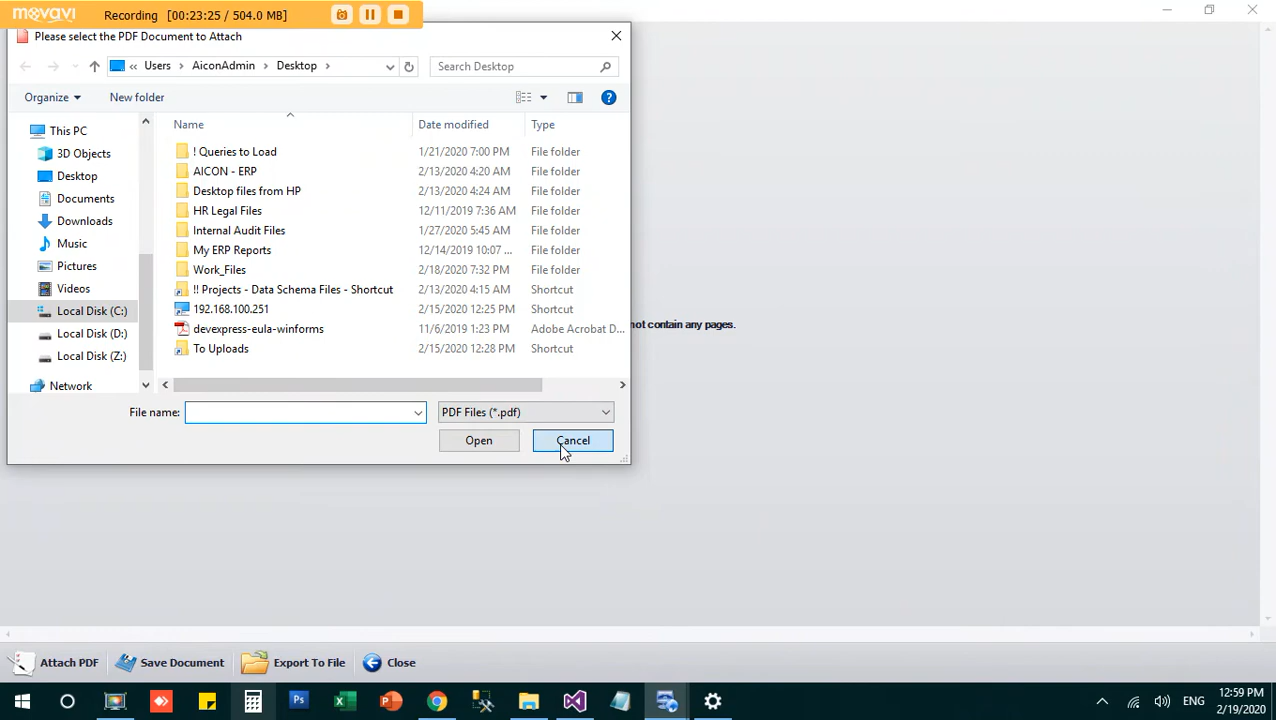 movavi Recording [00:23:25 / 504.0 MB]
Please select the PDF Document to Attach
« Users > AiconAdmin > Desktop > Search Desktop
Organize New folder
This PC
3D Objects
Desktop
Documents
Downloads
Music
Pictures
Videos
Local Disk (C:)
Local Disk (D:)
Local Disk (Z:)
Network
Name Date modified Type
! Queries to Load 1/21/2020 7:00 PM File folder
AICON - ERP 2/13/2020 4:20 AM File folder
Desktop files from HP 2/13/2020 4:24 AM File folder
HR Legal Files 12/11/2019 7:36 AM File folder
Internal Audit Files 1/27/2020 5:45 AM File folder
My ERP Reports 12/14/2019 10:07 ... File folder
Work_Files 2/18/2020 7:32 PM File folder
!! Projects - Data Schema Files - Shortcut 2/13/2020 4:15 AM Shortcut
192.168.100.251 2/15/2020 12:25 PM Shortcut
devexpress-eula-winforms 11/6/2019 1:23 PM Adobe Acrobat D...
To Uploads 2/15/2020 12:28 PM Shortcut
not contain any pages.
File name: PDF Files (*.pdf)
Open Cancel
Attach PDF Save Document Export To File Close
Ps
ENG
12:59 PM
2/19/2020